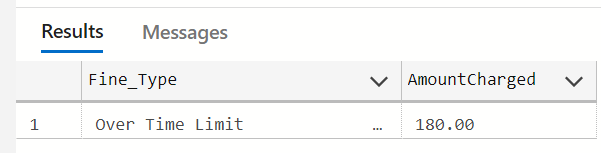 Results Messages
Fine_Type AmountCharged
1 Over Time Limit ... 180.00